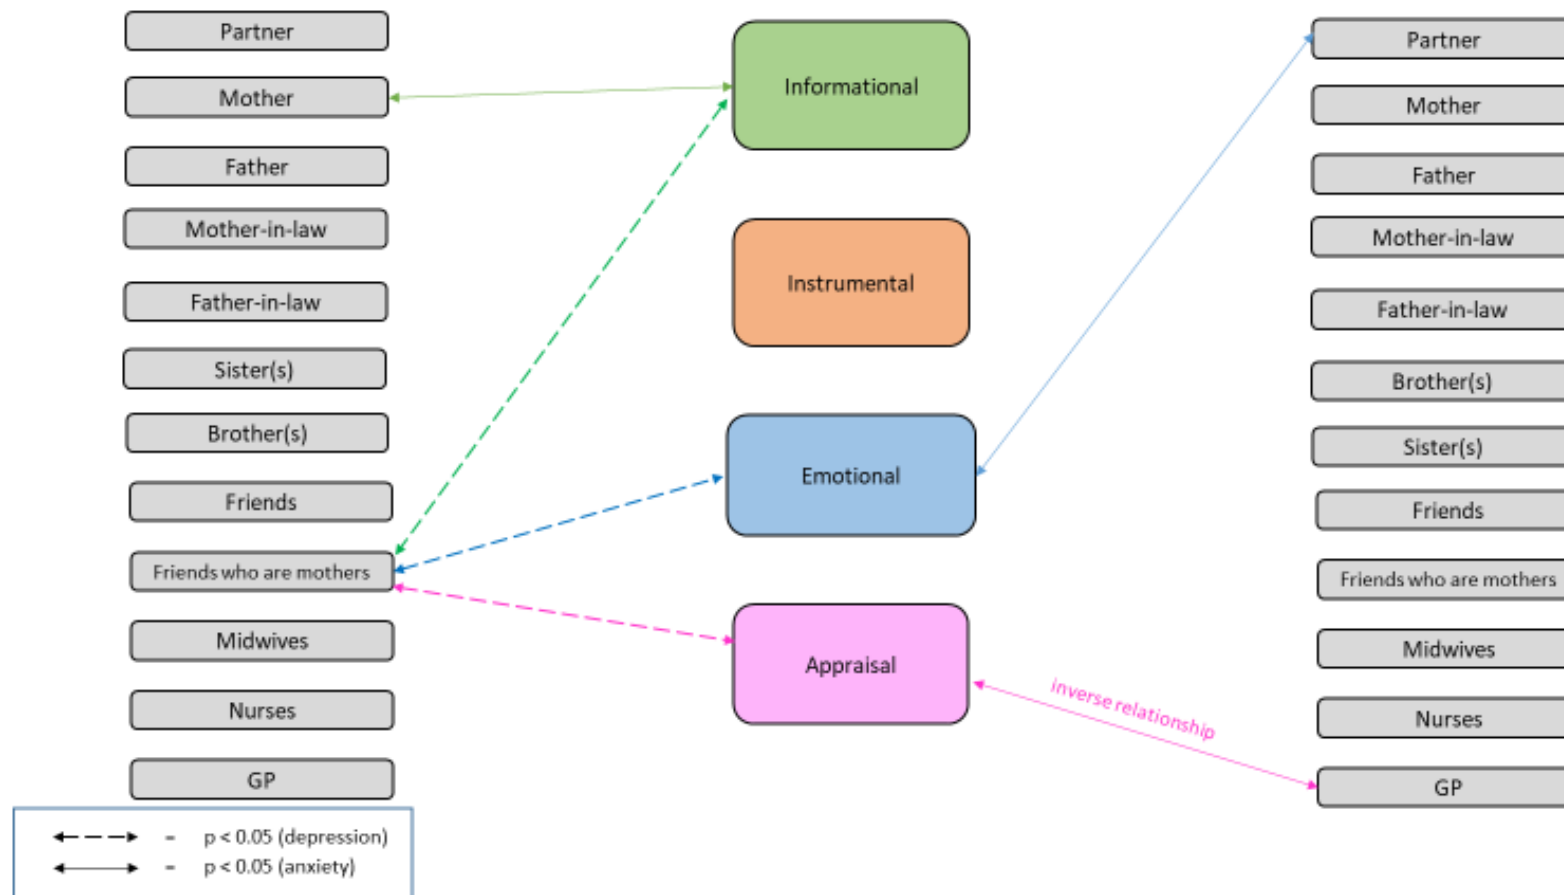 Partner
Mother
Father
Mother-in-law
Father-in-law
Sister(s)
Brother(s)
Friends
Friends who are mothers
Midwives
Nurses
GP
Informational
Instrumental
Emotional
Appraisal
inverse relationship
Partner
Mother
Father
Mother-in-law
Father-in-law
Brother(s)
Sister(s)
Friends
Friends who are mothers
Midwives
Nurses
GP
= p < 0.05 (depression)
= p < 0.05 (anxiety)